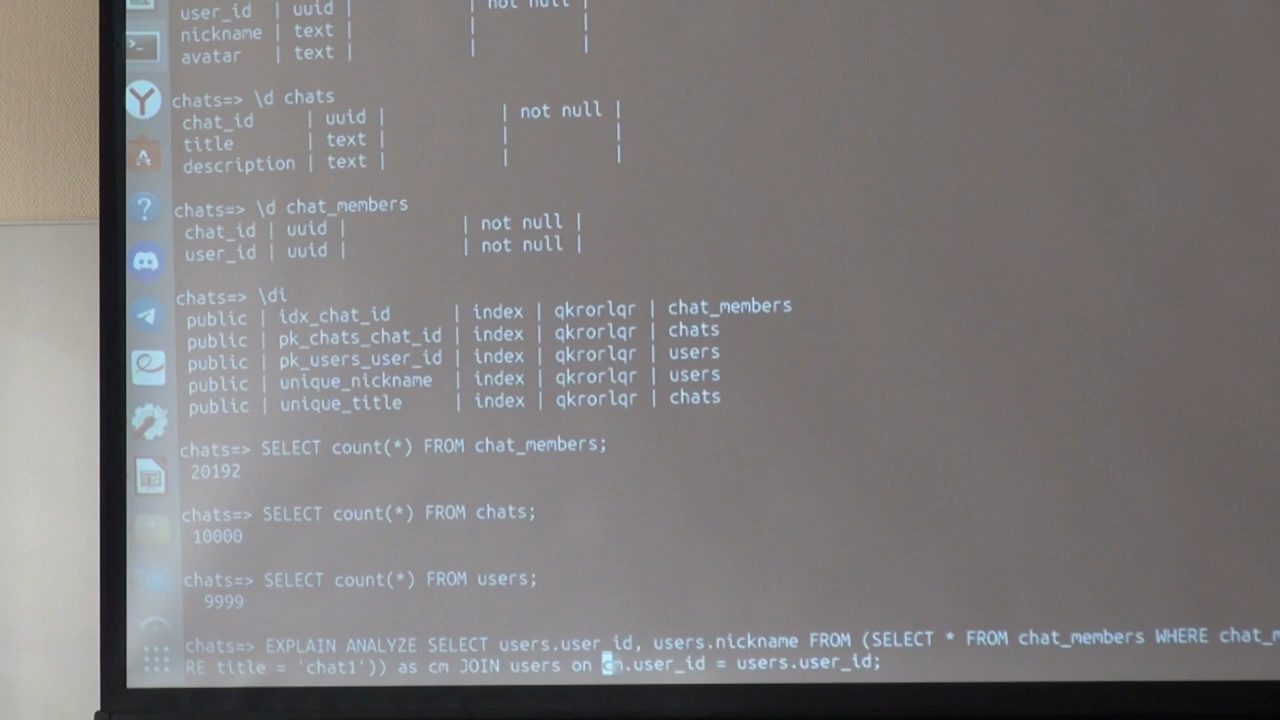 user_id | uuid | | not null |
nickname | text | | |
avatar | text | | |
chats=> \d chats
chat_id | uuid | | not null |
title | text | | |
description | text | | |
chats=> \d chat_members
chat_id | uuid | | not null |
user_id | uuid | | not null |
chats=> \di
public | idx_chat_id | index | qkrorlqr | chat_members
public | pk_chats_chat_id | index | qkrorlqr | chats
public | pk_users_user_id | index | qkrorlqr | users
public | unique_nickname | index | qkrorlqr | users
public | unique_title | index | qkrorlqr | chats
chats=> SELECT count(*) FROM chat_members;
20192
chats=> SELECT count(*) FROM chats;
10000
chats=> SELECT count(*) FROM users;
9999
chats=> EXPLAIN ANALYZE SELECT users.user_id, users.nickname FROM (SELECT * FROM chat_members WHERE
RE title = 'chat1')) as cm JOIN users on cm.user_id = users.user_id;